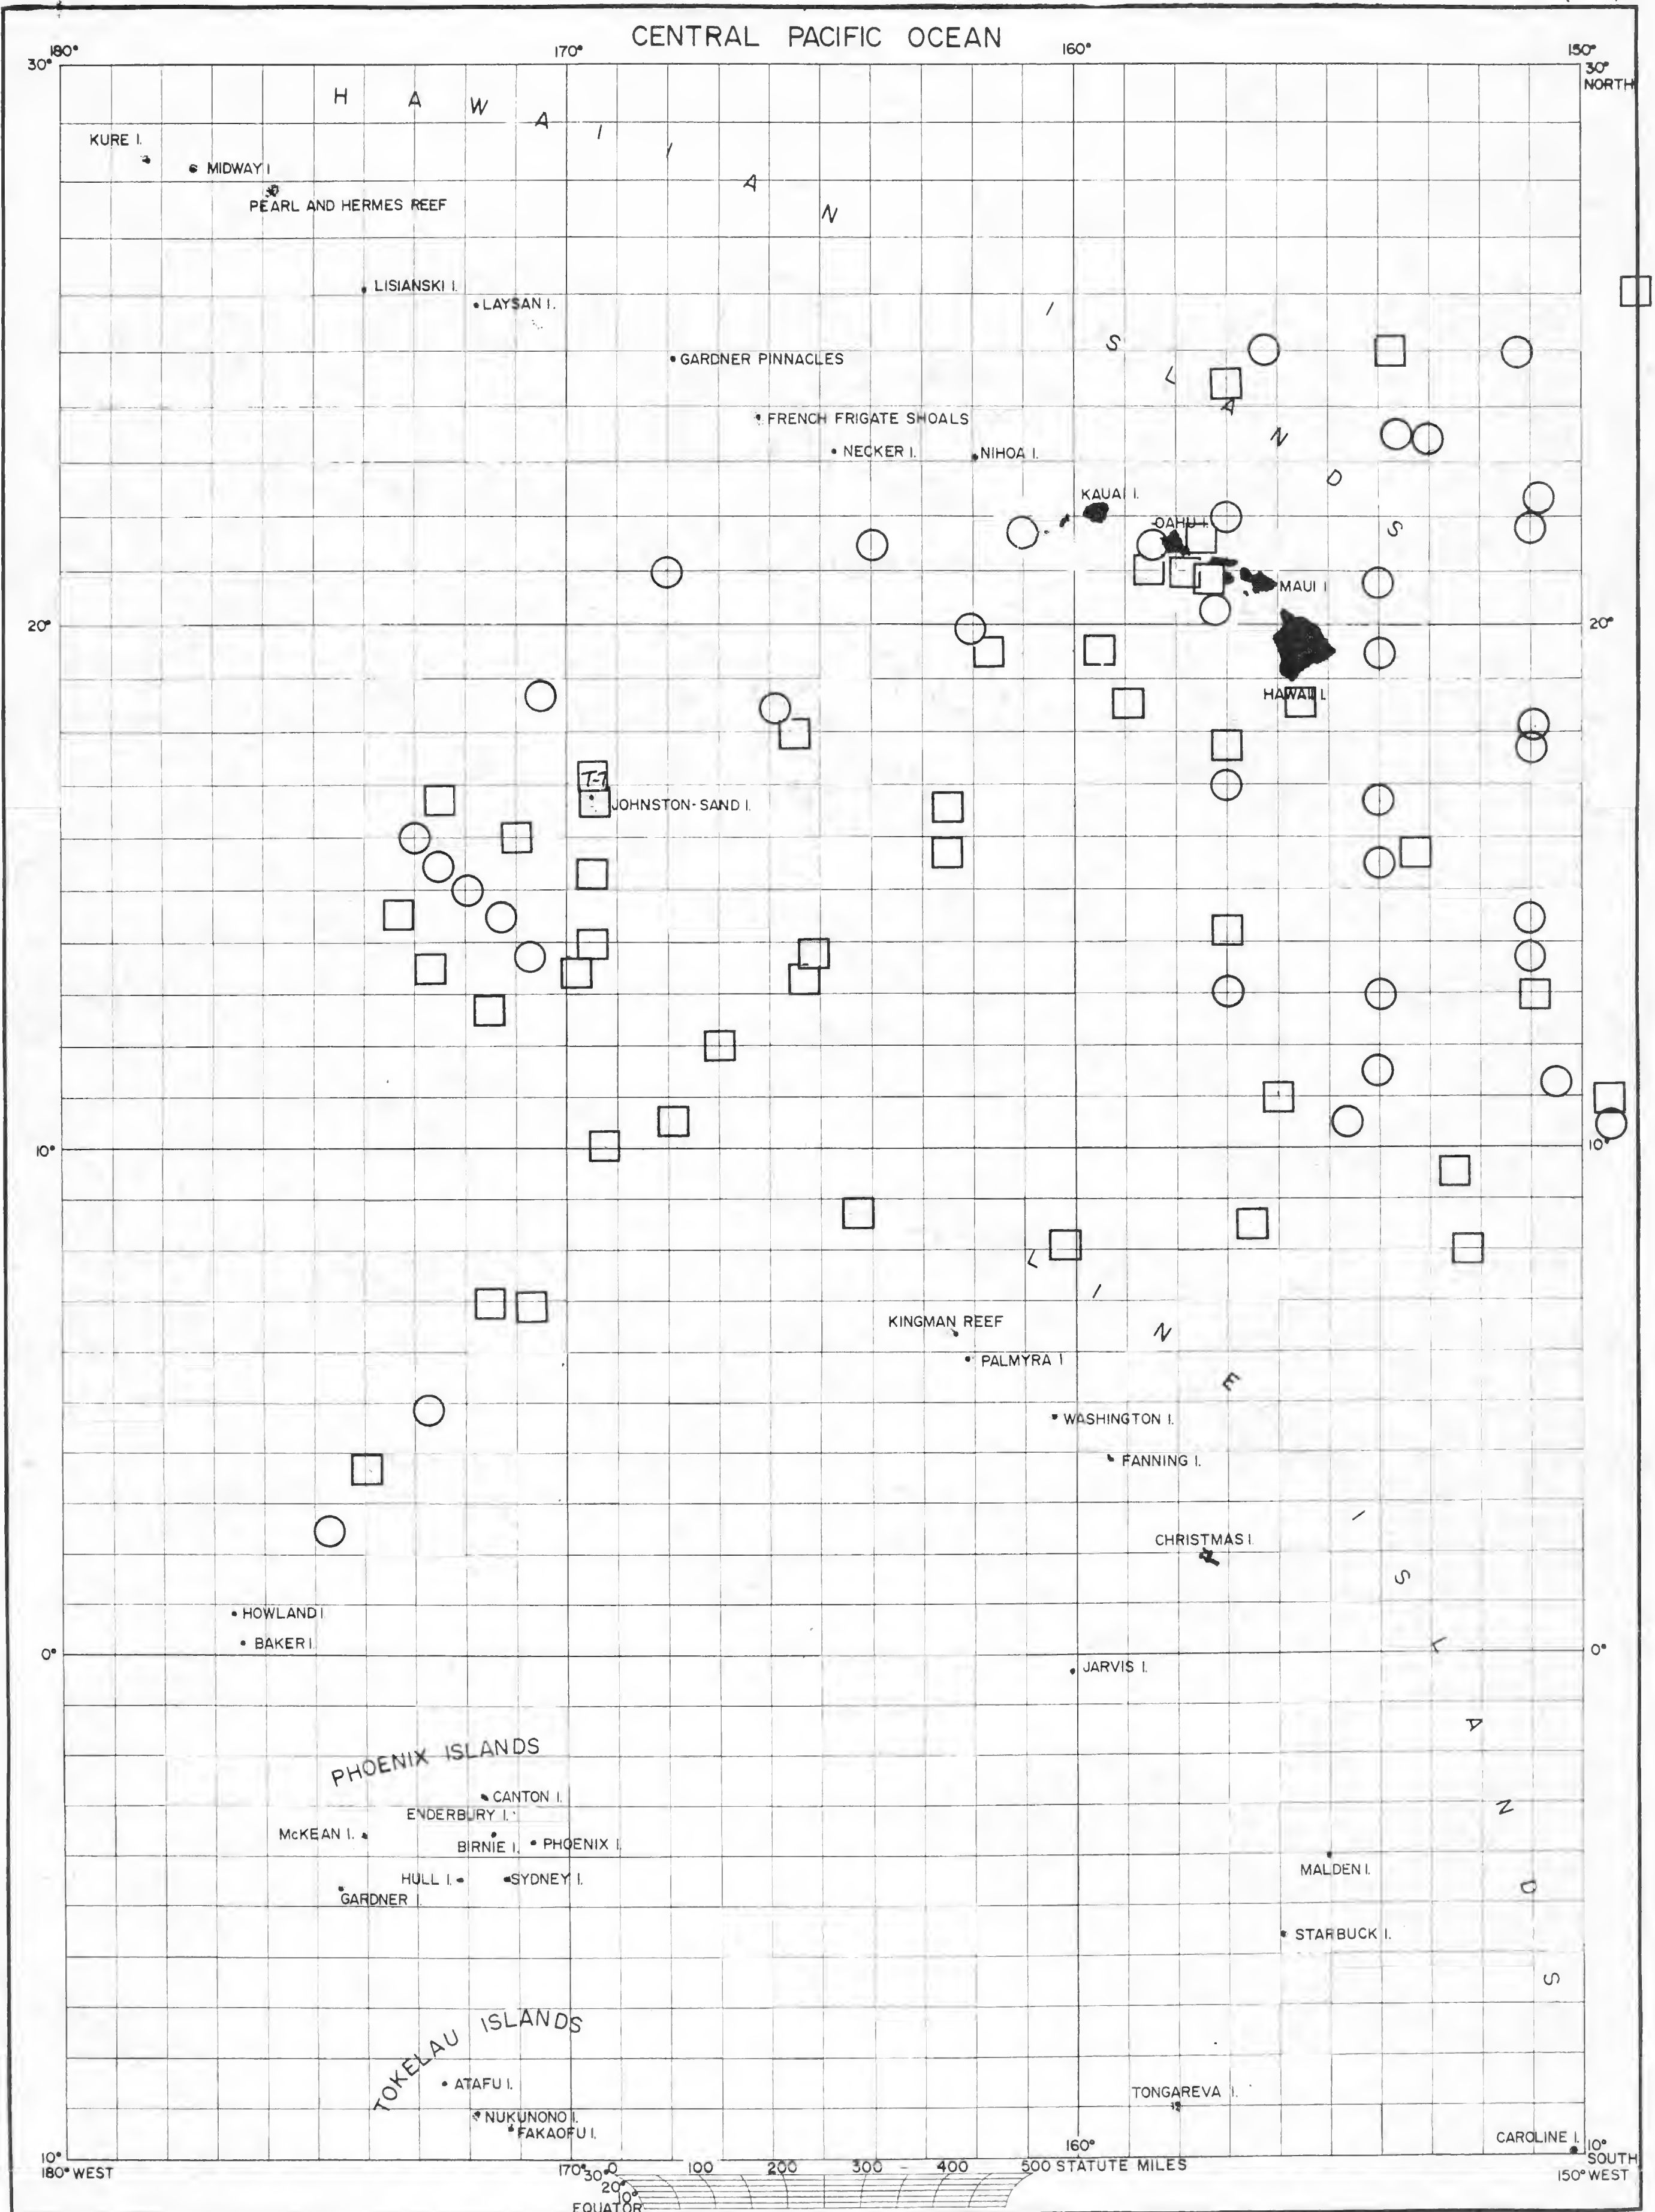 CENTRAL PACIFIC OCEAN
180° 170° 160° 150°
30° 30°
NORTH
H A W A I I A N I S L A N D S
KURE I.
MIDWAY I
PEARL AND HERMES REEF
LISIANSKI I.
LAYSAN I.
GARDNER PINNACLES
FRENCH FRIGATE SHOALS
NECKER I.
NIHOA I.
KAUAI I.
OAHU I.
MAUI I
20° 20°
HAWAII I.
T-7
JOHNSTON-SAND I.
10° 10°
L I N E I S L A N D S
KINGMAN REEF
PALMYRA I
WASHINGTON I.
FANNING I.
CHRISTMAS I.
HOWLAND I
BAKER I
0° 0°
JARVIS I.
PHOENIX ISLANDS
CANTON I.
ENDERBURY I.
McKEAN I.
BIRNIE I.
PHOENIX I.
HULL I.
SYDNEY I.
GARDNER I.
MALDEN I.
STARBUCK I.
TOKELAU ISLANDS
ATAFU I.
NUKUNONO I.
FAKAOFU I.
TONGAREVA I.
CAROLINE I.
10° 160° 10°
SOUTH
180° WEST 170° 150° WEST
30° 0 100 200 300 400 500 STATUTE MILES
20°
10°
EQUATOR